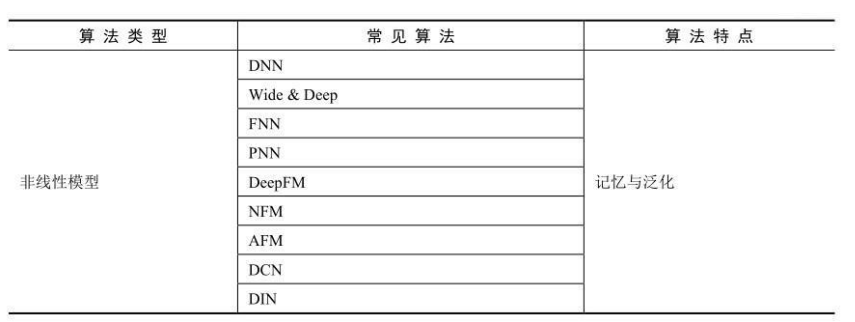 算法类型 常见算法 算法特点
DNN
Wide & Deep
FNN
PNN
非线性模型 DeepFM 记忆与泛化
NFM
AFM
DCN
DIN